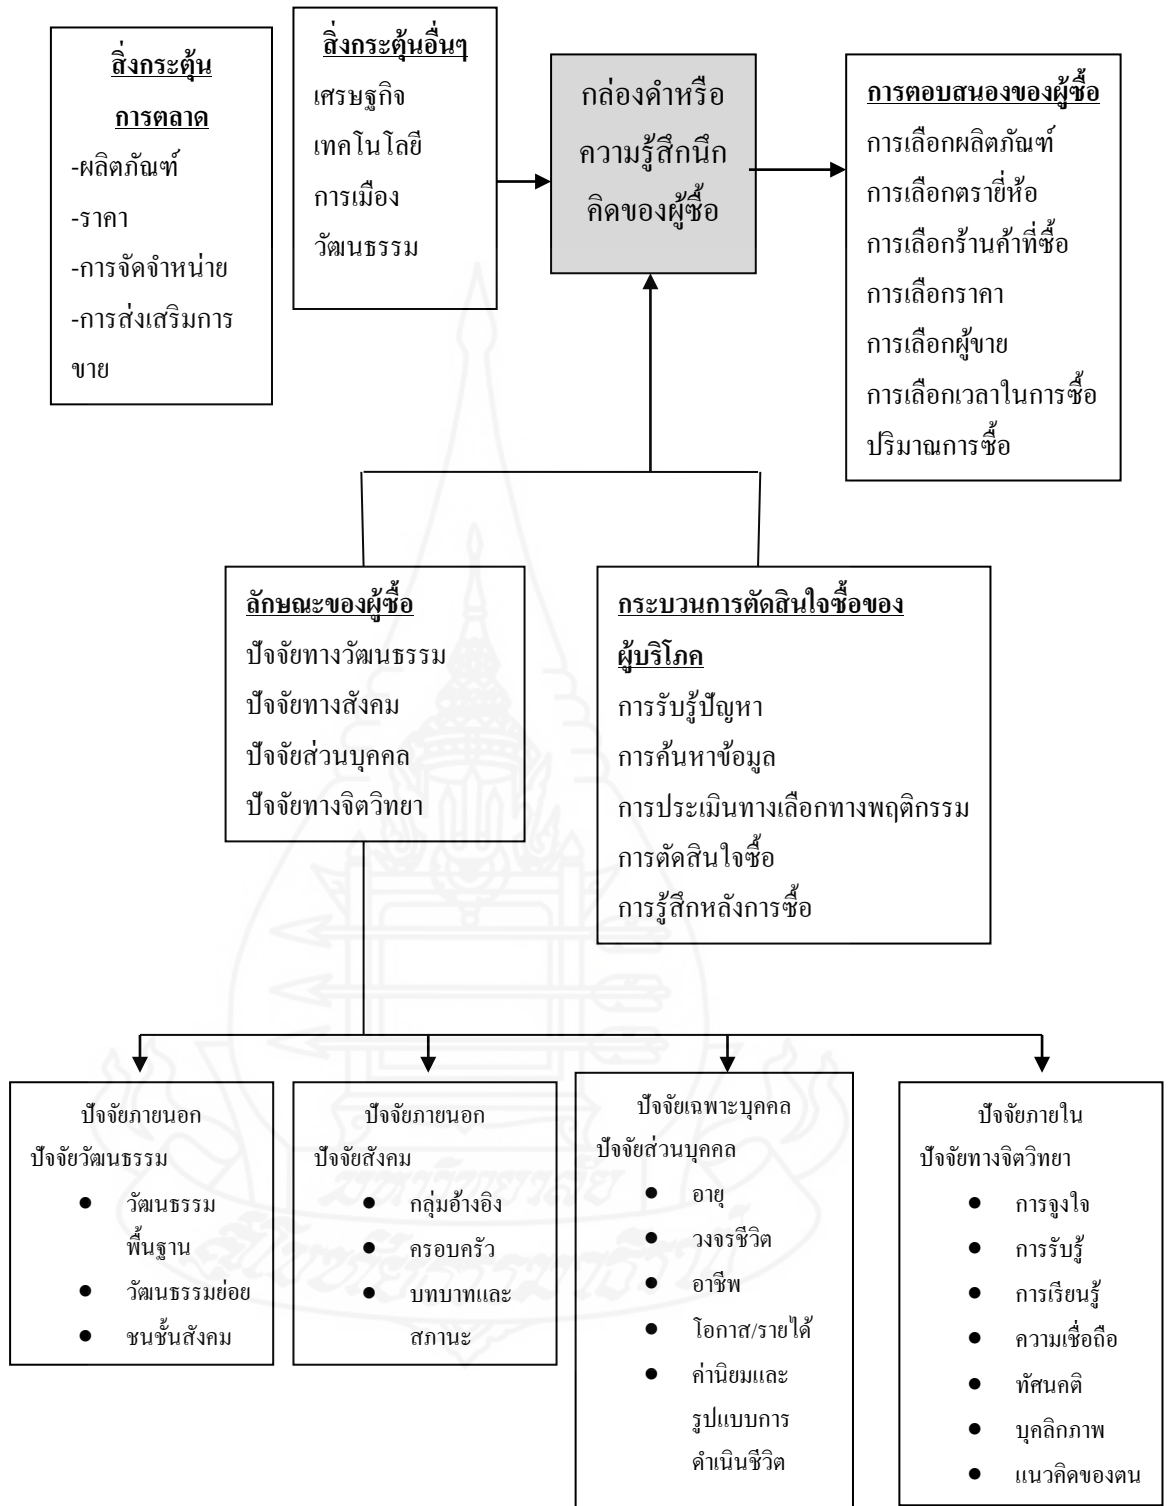 สิ่งกระตุ้น
การตลาด
-ผลิตภัณฑ์
-ราคา
-การจัดจำหน่าย
-การส่งเสริมการ
ขาย
สิ่งกระตุ้นอื่นๆ
เศรษฐกิจ
เทคโนโลยี
การเมือง
วัฒนธรรม
กล่องดำหรือ
ความรู้สึกนึก
คิดของผู้ซื้อ
การตอบสนองของผู้ซื้อ
การเลือกผลิตภัณฑ์
การเลือกตรายี่ห้อ
การเลือกร้านค้าที่ซื้อ
การเลือกราคา
การเลือกผู้ขาย
การเลือกเวลาในการซื้อ
ปริมาณการซื้อ
ลักษณะของผู้ซื้อ
ปัจจัยทางวัฒนธรรม
ปัจจัยทางสังคม
ปัจจัยส่วนบุคคล
ปัจจัยทางจิตวิทยา
กระบวนการตัดสินใจซื้อของ
ผู้บริโภค
การรับรู้ปัญหา
การค้นหาข้อมูล
การประเมินทางเลือกทางพฤติกรรม
การตัดสินใจซื้อ
การรู้สึกหลังการซื้อ
ปัจจัยภายนอก
ปัจจัยวัฒนธรรม
● วัฒนธรรม
พื้นฐาน
● วัฒนธรรมย่อย
● ชนชั้นสังคม
ปัจจัยภายนอก
ปัจจัยสังคม
● กลุ่มอ้างอิง
● ครอบครัว
● บทบาทและ
สถานะ
ปัจจัยเฉพาะบุคคล
ปัจจัยส่วนบุคคล
● อายุ
● วงจรชีวิต
● อาชีพ
● โอกาส/รายได้
● ค่านิยมและ
รูปแบบการ
ดำเนินชีวิต
ปัจจัยภายใน
ปัจจัยทางจิตวิทยา
● การจูงใจ
● การรับรู้
● การเรียนรู้
● ความเชื่อถือ
● ทัศนคติ
● บุคลิกภาพ
● แนวคิดของตน
มหาวิทยาลัย
สุโขทัยธรรมาธิราช